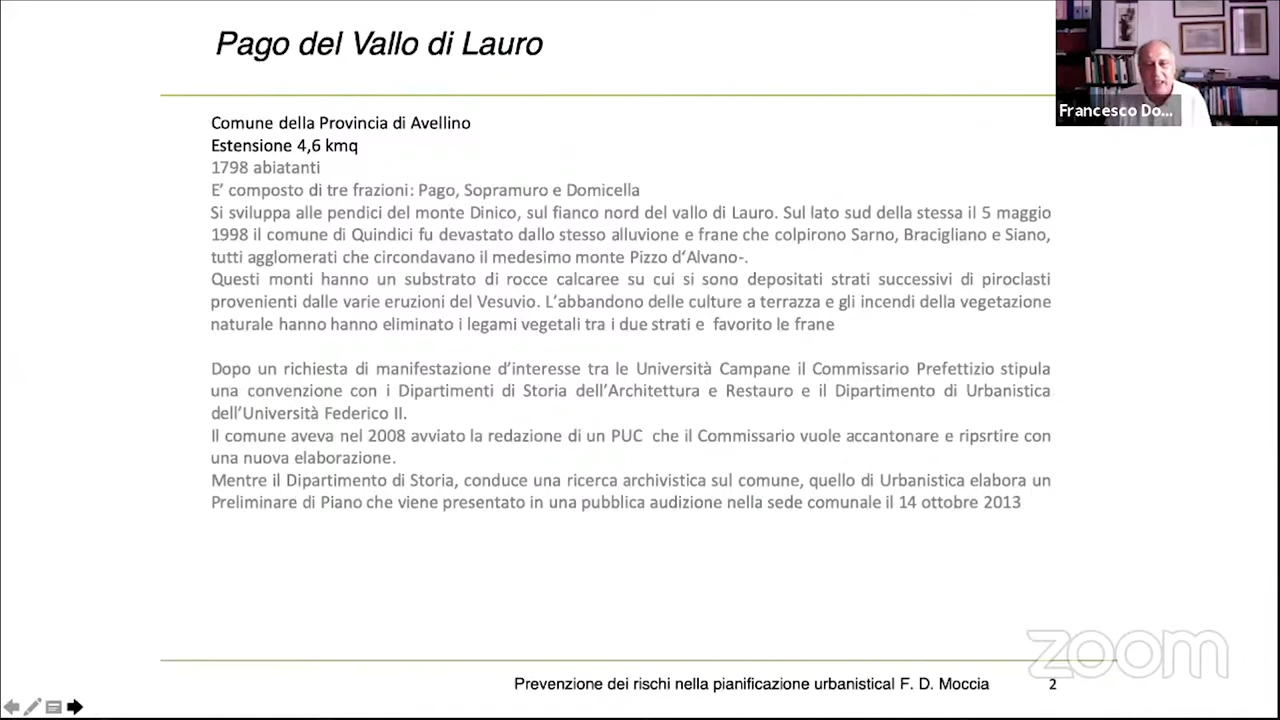 Pago del Vallo di Lauro
Francesco Do...
Comune della Provincia di Avellino
Estensione 4,6 kmq
1798 abiatanti
E' composto di tre frazioni: Pago, Sopramuro e Domicella
Si sviluppa alle pendici del monte Dinico, sul fianco nord del vallo di Lauro. Sul lato sud della stessa il 5 maggio
1998 il comune di Quindici fu devastato dallo stesso alluvione e frane che colpirono Sarno, Bracigliano e Siano,
tutti agglomerati che circondavano il medesimo monte Pizzo d'Alvano-.
Questi monti hanno un substrato di rocce calcaree su cui si sono depositati strati successivi di piroclasti
provenienti dalle varie eruzioni del Vesuvio. L'abbandono delle culture a terrazza e gli incendi della vegetazione
naturale hanno hanno eliminato i legami vegetali tra i due strati e favorito le frane
Dopo un richiesta di manifestazione d'interesse tra le Università Campane il Commissario Prefettizio stipula
una convenzione con i Dipartimenti di Storia dell'Architettura e Restauro e il Dipartimento di Urbanistica
dell'Università Federico II.
Il comune aveva nel 2008 avviato la redazione di un PUC che il Commissario vuole accantonare e ripsrtire con
una nuova elaborazione.
Mentre il Dipartimento di Storia, conduce una ricerca archivistica sul comune, quello di Urbanistica elabora un
Preliminare di Piano che viene presentato in una pubblica audizione nella sede comunale il 14 ottobre 2013
zoom
Prevenzione dei rischi nella pianificazione urbanistical F. D. Moccia
2